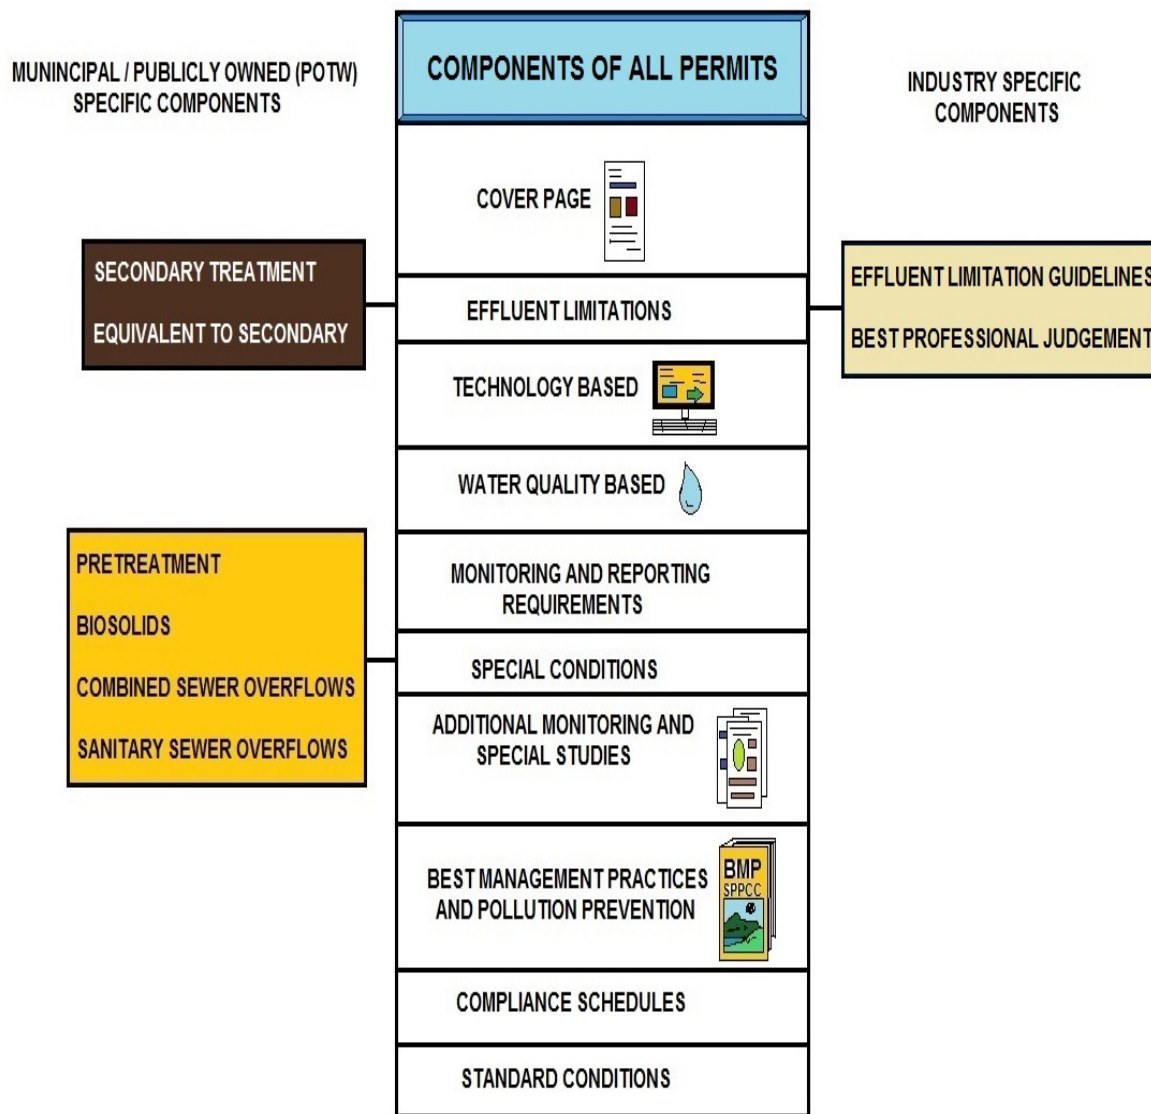 MUNINCIPAL / PUBLICLY OWNED (POTW)
SPECIFIC COMPONENTS
COMPONENTS OF ALL PERMITS
INDUSTRY SPECIFIC
COMPONENTS
COVER PAGE
SECONDARY TREATMENT
EQUIVALENT TO SECONDARY
EFFLUENT LIMITATIONS
EFFLUENT LIMITATION GUIDELINES
BEST PROFESSIONAL JUDGEMENT
TECHNOLOGY BASED
WATER QUALITY BASED
PRETREATMENT
BIOSOLIDS
COMBINED SEWER OVERFLOWS
SANITARY SEWER OVERFLOWS
MONITORING AND REPORTING
REQUIREMENTS
SPECIAL CONDITIONS
ADDITIONAL MONITORING AND
SPECIAL STUDIES
BEST MANAGEMENT PRACTICES
AND POLLUTION PREVENTION
BMP
SPPCC
COMPLIANCE SCHEDULES
STANDARD CONDITIONS